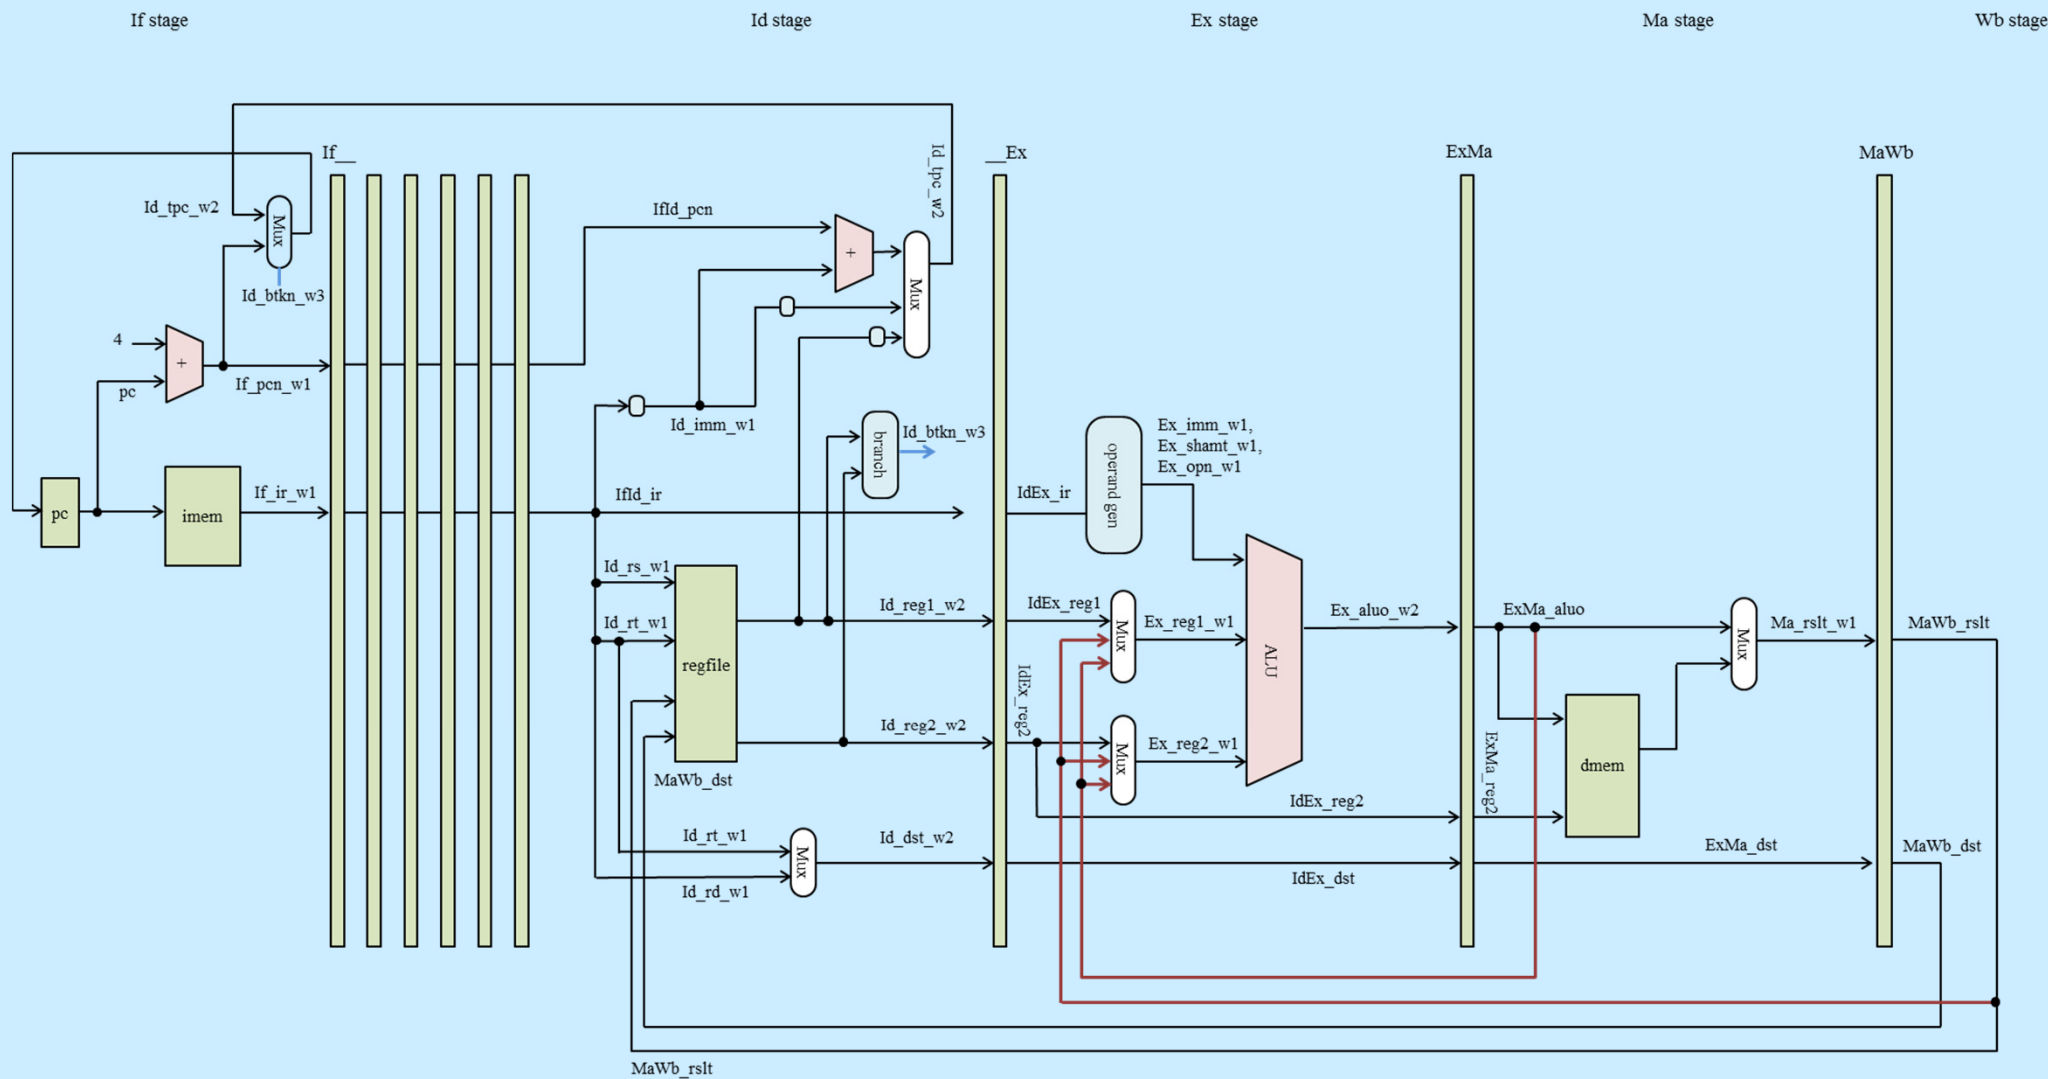 If stage
Id stage
Ex stage
Ma stage
Wb stage
If__
__Ex
ExMa
MaWb
Id_tpc_w2
Id_tpc_w2
Mux
Id_btkn_w3
IfId_pcn
+
Mux
4
+
pc
If_pcn_w1
Id_imm_w1
branch
Id_btkn_w3
operand gen
Ex_imm_w1,
Ex_shamt_w1,
Ex_opn_w1
pc
imem
If_ir_w1
IfId_ir
IdEx_ir
Id_rs_w1
Id_rt_w1
regfile
MaWb_dst
Id_reg1_w2
Id_reg2_w2
IdEx_reg1
IdEx_reg2
Mux
Ex_reg1_w1
Mux
Ex_reg2_w1
ALU
Ex_aluo_w2
ExMa_aluo
Mux
Ma_rslt_w1
MaWb_rslt
ExMa_reg2
dmem
IdEx_reg2
Id_rt_w1
Mux
Id_rd_w1
Id_dst_w2
IdEx_dst
ExMa_dst
MaWb_dst
MaWb_rslt